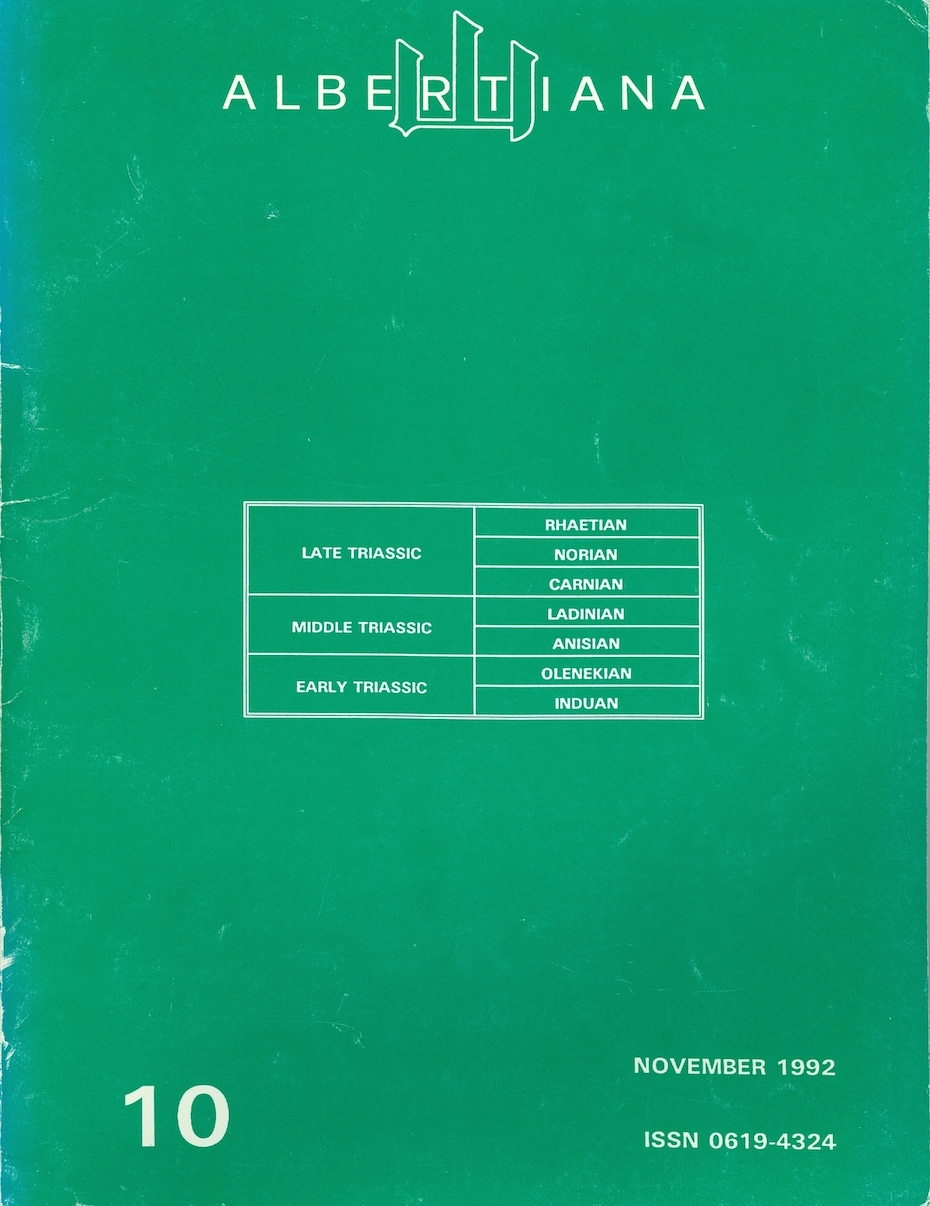 ALBERTIANA
LATE TRIASSIC
RHAETIAN
NORIAN
CARNIAN
MIDDLE TRIASSIC
LADINIAN
ANISIAN
EARLY TRIASSIC
OLENEKIAN
INDUAN
NOVEMBER 1992
10
ISSN 0619-4324